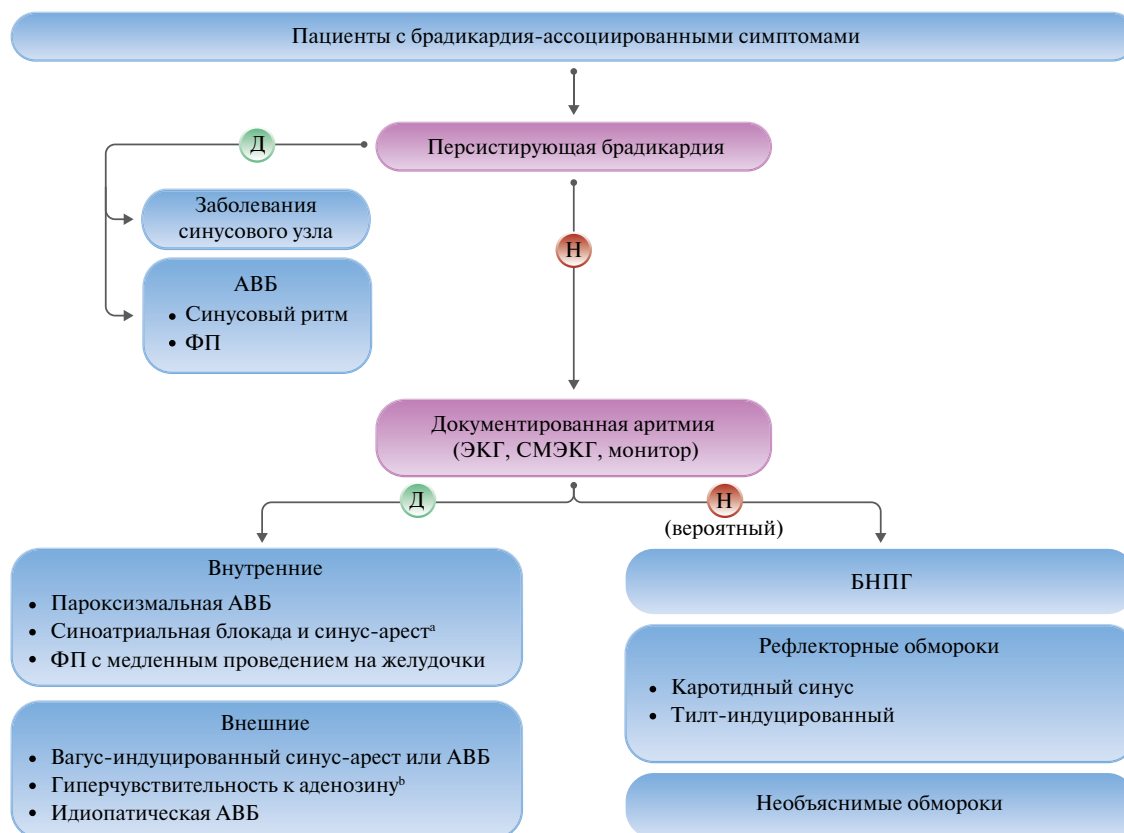 Пациенты с брадикардия-ассоциированными симптомами
Д
Персистирующая брадикардия
Заболевания
синусового узла
Н
АВБ
• Синусовый ритм
• ФП
Документированная аритмия
(ЭКГ, СМЭКГ, монитор)
Д
Н
(вероятный)
Внутренние
• Пароксизмальная АВБ
• Синоатриальная блокада и синус-арестᵃ
• ФП с медленным проведением на желудочки
Внешние
• Вагус-индуцированный синус-арест или АВБ
• Гиперчувствительность к аденозинуᵇ
• Идиопатическая АВБ
БНПГ
Рефлекторные обмороки
• Каротидный синус
• Тилт-индуцированный
Необъяснимые обмороки